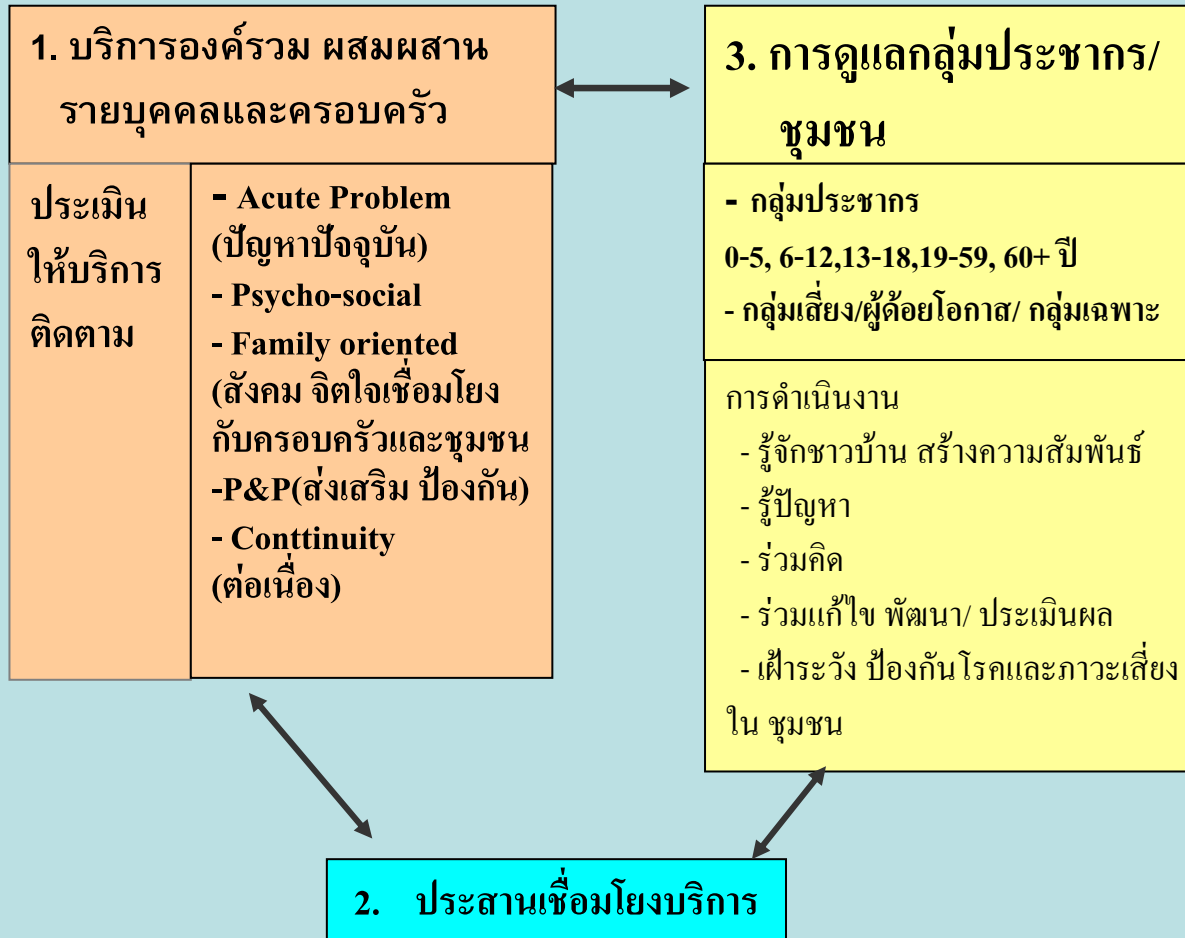 1. บริการองค์รวม ผสมผสาน
รายบุคคลและครอบครัว
ประเมิน
ให้บริการ
ติดตาม
- Acute Problem
(ปัญหาปัจจุบัน)
- Psycho-social
- Family oriented
(สังคม จิตใจเชื่อมโยง
กับครอบครัวและชุมชน
-P&P(ส่งเสริม ป้องกัน)
- Conttinuity
(ต่อเนื่อง)
3. การดูแลกลุ่มประชากร/
ชุมชน
- กลุ่มประชากร
0-5, 6-12,13-18,19-59, 60+ ปี
- กลุ่มเสี่ยง/ผู้ด้อยโอกาส/ กลุ่มเฉพาะ
การดำเนินงาน
- รู้จักชาวบ้าน สร้างความสัมพันธ์
- รู้ปัญหา
- ร่วมคิด
- ร่วมแก้ไข พัฒนา/ ประเมินผล
- เฝ้าระวัง ป้องกันโรคและภาวะเสี่ยง
ใน ชุมชน
2. ประสานเชื่อมโยงบริการ